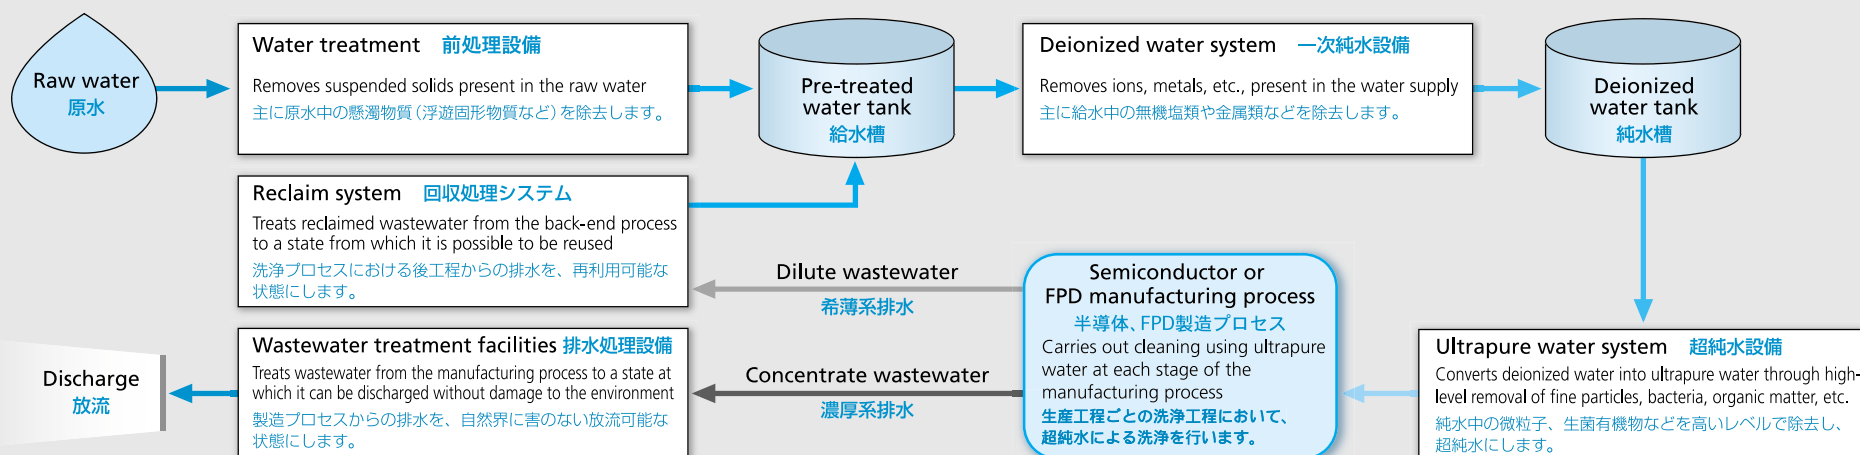 Raw water
原水
Water treatment 前処理設備
Removes suspended solids present in the raw water
主に原水中の懸濁物質(浮遊固形物質など)を除去します。
Pre-treated
water tank
給水槽
Deionized water system 一次純水設備
Removes ions, metals, etc., present in the water supply
主に給水中の無機塩類や金属類などを除去します。
Deionized
water tank
純水槽
Reclaim system 回収処理システム
Treats reclaimed wastewater from the back-end process
to a state from which it is possible to be reused
洗浄プロセスにおける後工程からの排水を、再利用可能な
状態にします。
Dilute wastewater
希薄系排水
Semiconductor or
FPD manufacturing process
半導体、FPD製造プロセス
Carries out cleaning using ultrapure
water at each stage of the
manufacturing process
生産工程ごとの洗浄工程において、
超純水による洗浄を行います。
Ultrapure water system 超純水設備
Converts deionized water into ultrapure water through high-
level removal of fine particles, bacteria, organic matter, etc.
純水中の微粒子、生菌有機物などを高いレベルで除去し、
超純水にします。
Concentrate wastewater
濃厚系排水
Wastewater treatment facilities 排水処理設備
Treats wastewater from the manufacturing process to a state at
which it can be discharged without damage to the environment
製造プロセスからの排水を、自然界に害のない放流可能な
状態にします。
Discharge
放流